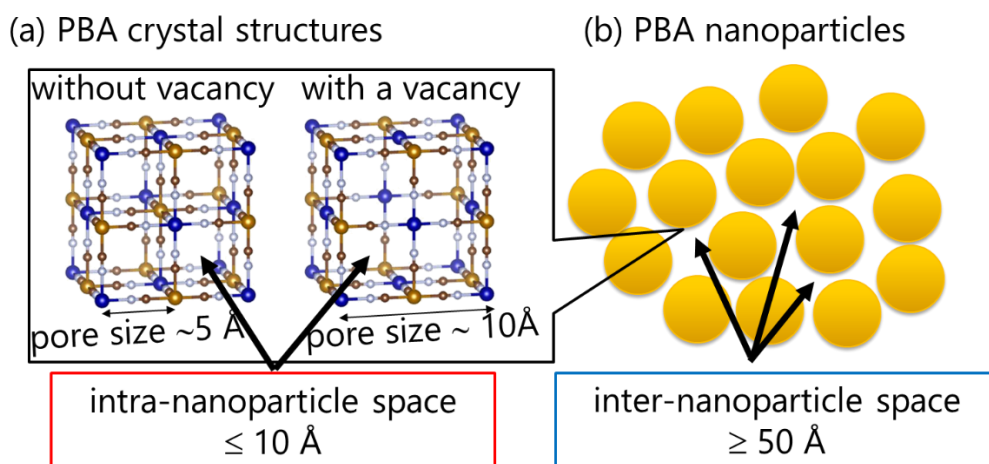 (a) PBA crystal structures
without vacancy
with a vacancy
pore size ~5 Å
pore size ~ 10Å
intra-nanoparticle space
≤ 10 Å
(b) PBA nanoparticles
inter-nanoparticle space
≥ 50 Å